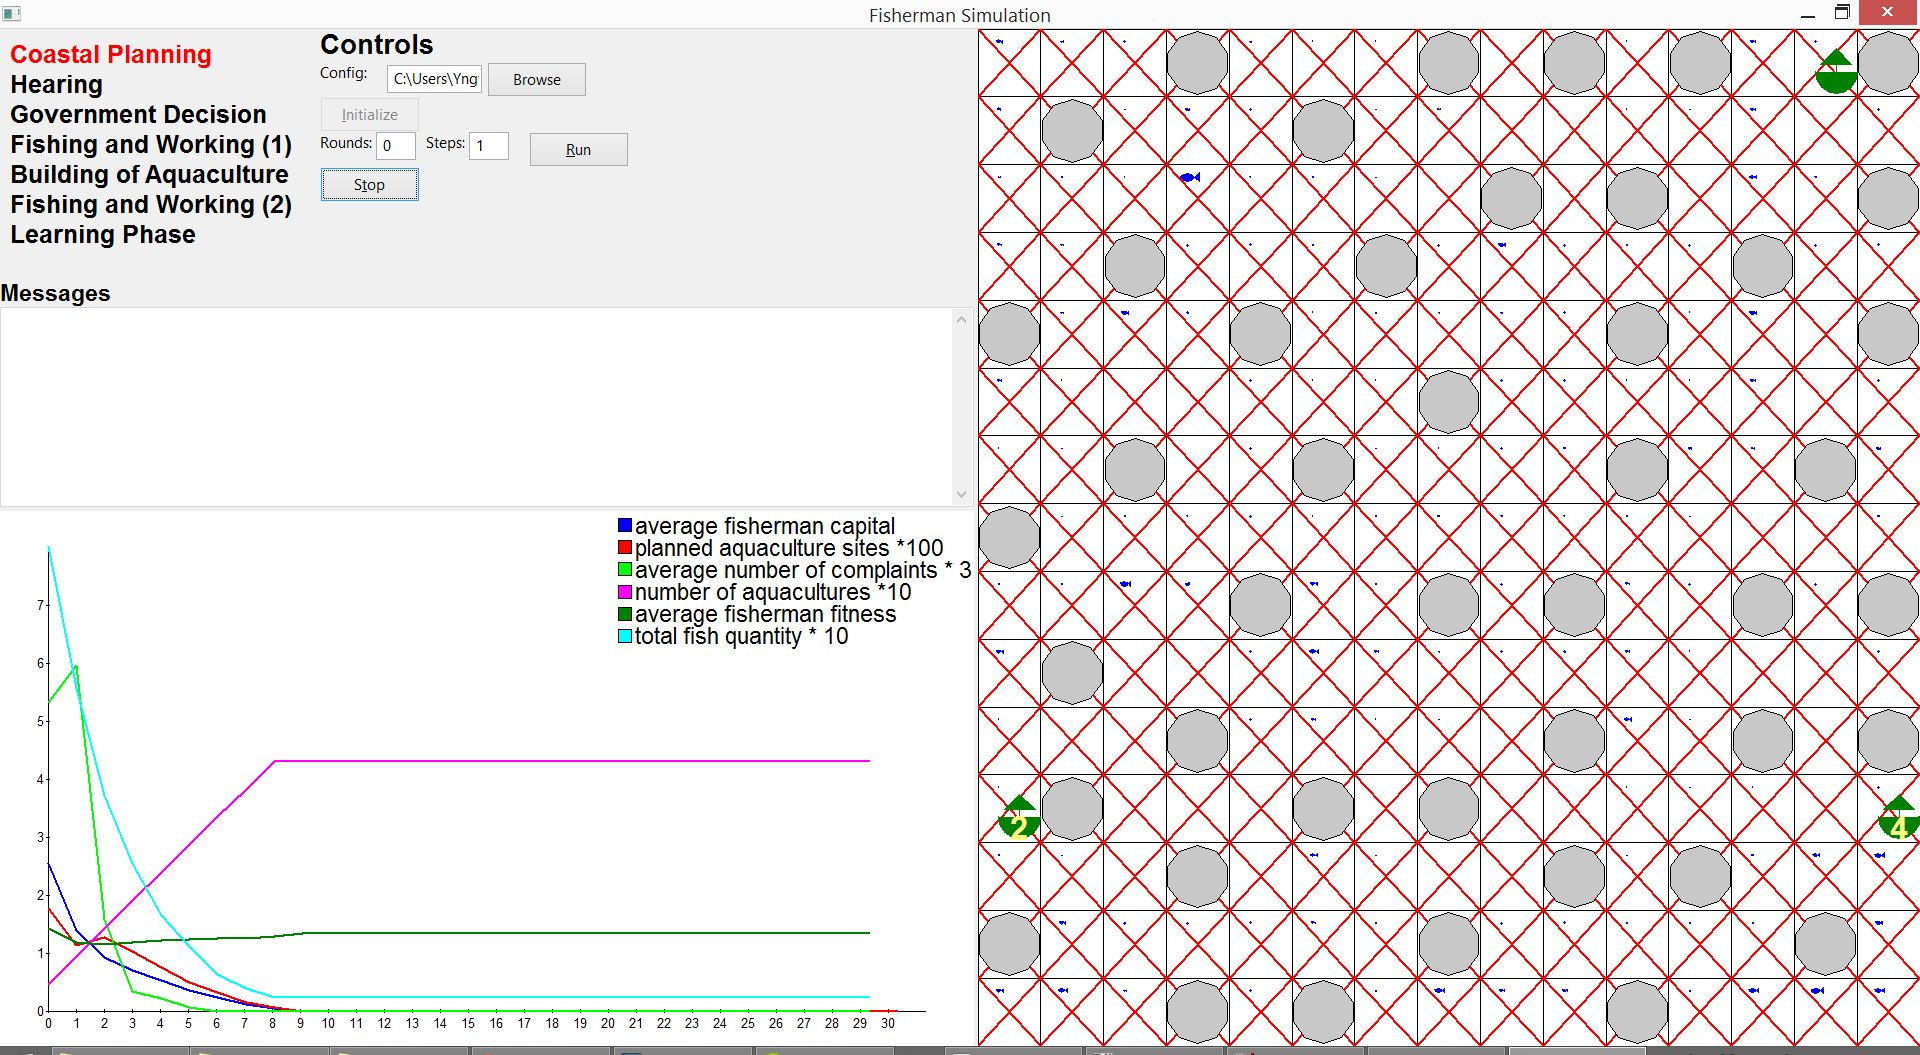 Fisherman Simulation
Coastal Planning
Hearing
Government Decision
Fishing and Working (1)
Building of Aquaculture
Fishing and Working (2)
Learning Phase
Controls
Config: C:\Users\Yng Browse
Initialize
Rounds: 0 Steps: 1 Run
Stop
Messages
average fisherman capital
planned aquaculture sites *100
average number of complaints * 3
number of aquacultures *10
average fisherman fitness
total fish quantity * 10
7
6
5
4
3
2
1
0
0 1 2 3 4 5 6 7 8 9 10 11 12 13 14 15 16 17 18 19 20 21 22 23 24 25 26 27 28 29 30
2
4